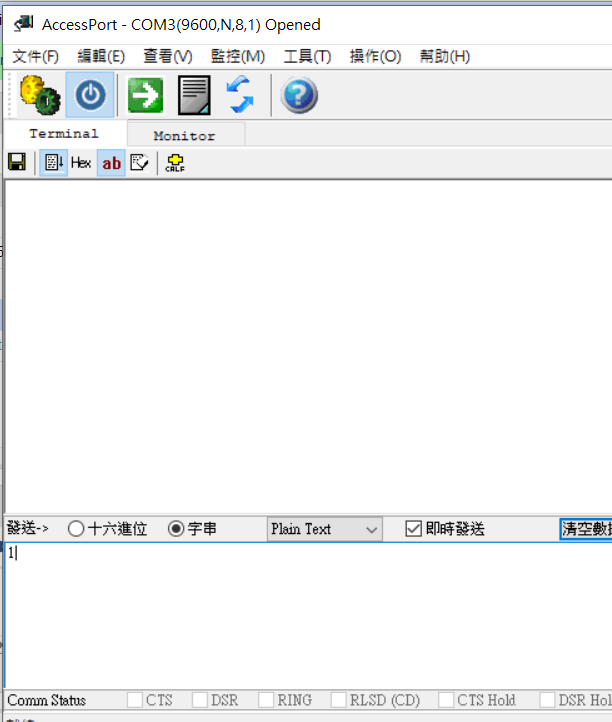 AccessPort - COM3(9600,N,8,1) Opened
文件(F) 編輯(E) 查看(V) 監控(M) 工具(T) 操作(O) 幫助(H)
Terminal Monitor
Hex ab CRLF
發送-> 十六進位 字串 Plain Text 即時發送 清空數據
1
Comm Status CTS DSR RING RLSD (CD) CTS Hold DSR Hol